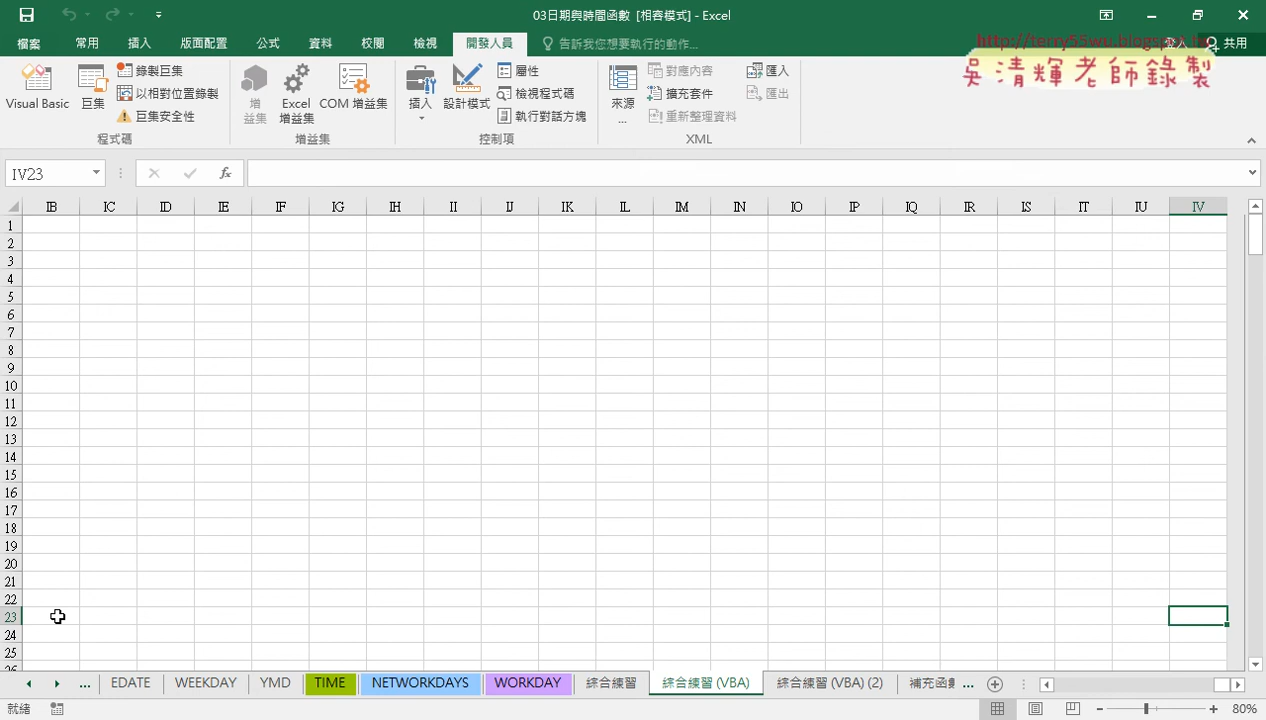 03日期與時間函數 [相容模式] - Excel
檔案 常用 插入 版面配置 公式 資料 校閱 檢視 開發人員 告訴我您想要執行的動作... 登入 共用
http://terry55wu.blogspot.tw
吳清輝老師錄製
Visual Basic 巨集 錄製巨集 以相對位置錄製 巨集安全性 程式碼
增益集 Excel 增益集 COM 增益集 增益集
插入 設計模式 屬性 檢視程式碼 執行對話方塊 控制項
來源... 對應內容 擴充套件 重新整理資料 匯入 匯出 XML
IV23 fx
IB IC ID IE IF IG IH II IJ IK IL IM IN IO IP IQ IR IS IT IU IV
1
2
3
4
5
6
7
8
9
10
11
12
13
14
15
16
17
18
19
20
21
22
23
24
25
26
... EDATE WEEKDAY YMD TIME NETWORKDAYS WORKDAY 綜合練習 綜合練習 (VBA) 綜合練習 (VBA) (2) 補充函數 ...
就緒 80%